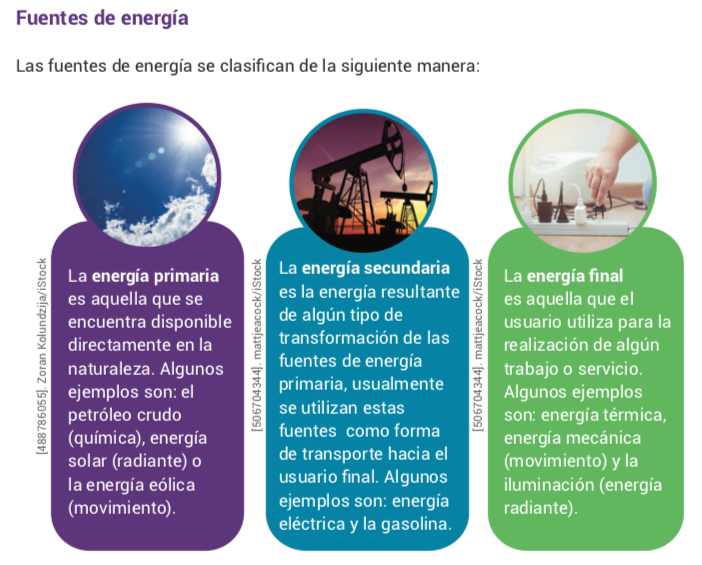 Fuentes de energía
Las fuentes de energía se clasifican de la siguiente manera:
[488786055]. Zoran Kolundzija/iStock
La energía primaria
es aquella que se
encuentra disponible
directamente en la
naturaleza. Algunos
ejemplos son: el
petróleo crudo
(química), energía
solar (radiante) o
la energía eólica
(movimiento).
[506704344]. mattjeacock/iStock
La energía secundaria
es la energía resultante
de algún tipo de
transformación de las
fuentes de energía
primaria, usualmente
se utilizan estas
fuentes como forma
de transporte hacia el
usuario final. Algunos
ejemplos son: energía
eléctrica y la gasolina.
[506704344]. mattjeacock/iStock
La energía final
es aquella que el
usuario utiliza para la
realización de algún
trabajo o servicio.
Algunos ejemplos
son: energía térmica,
energía mecánica
(movimiento) y la
iluminación (energía
radiante).